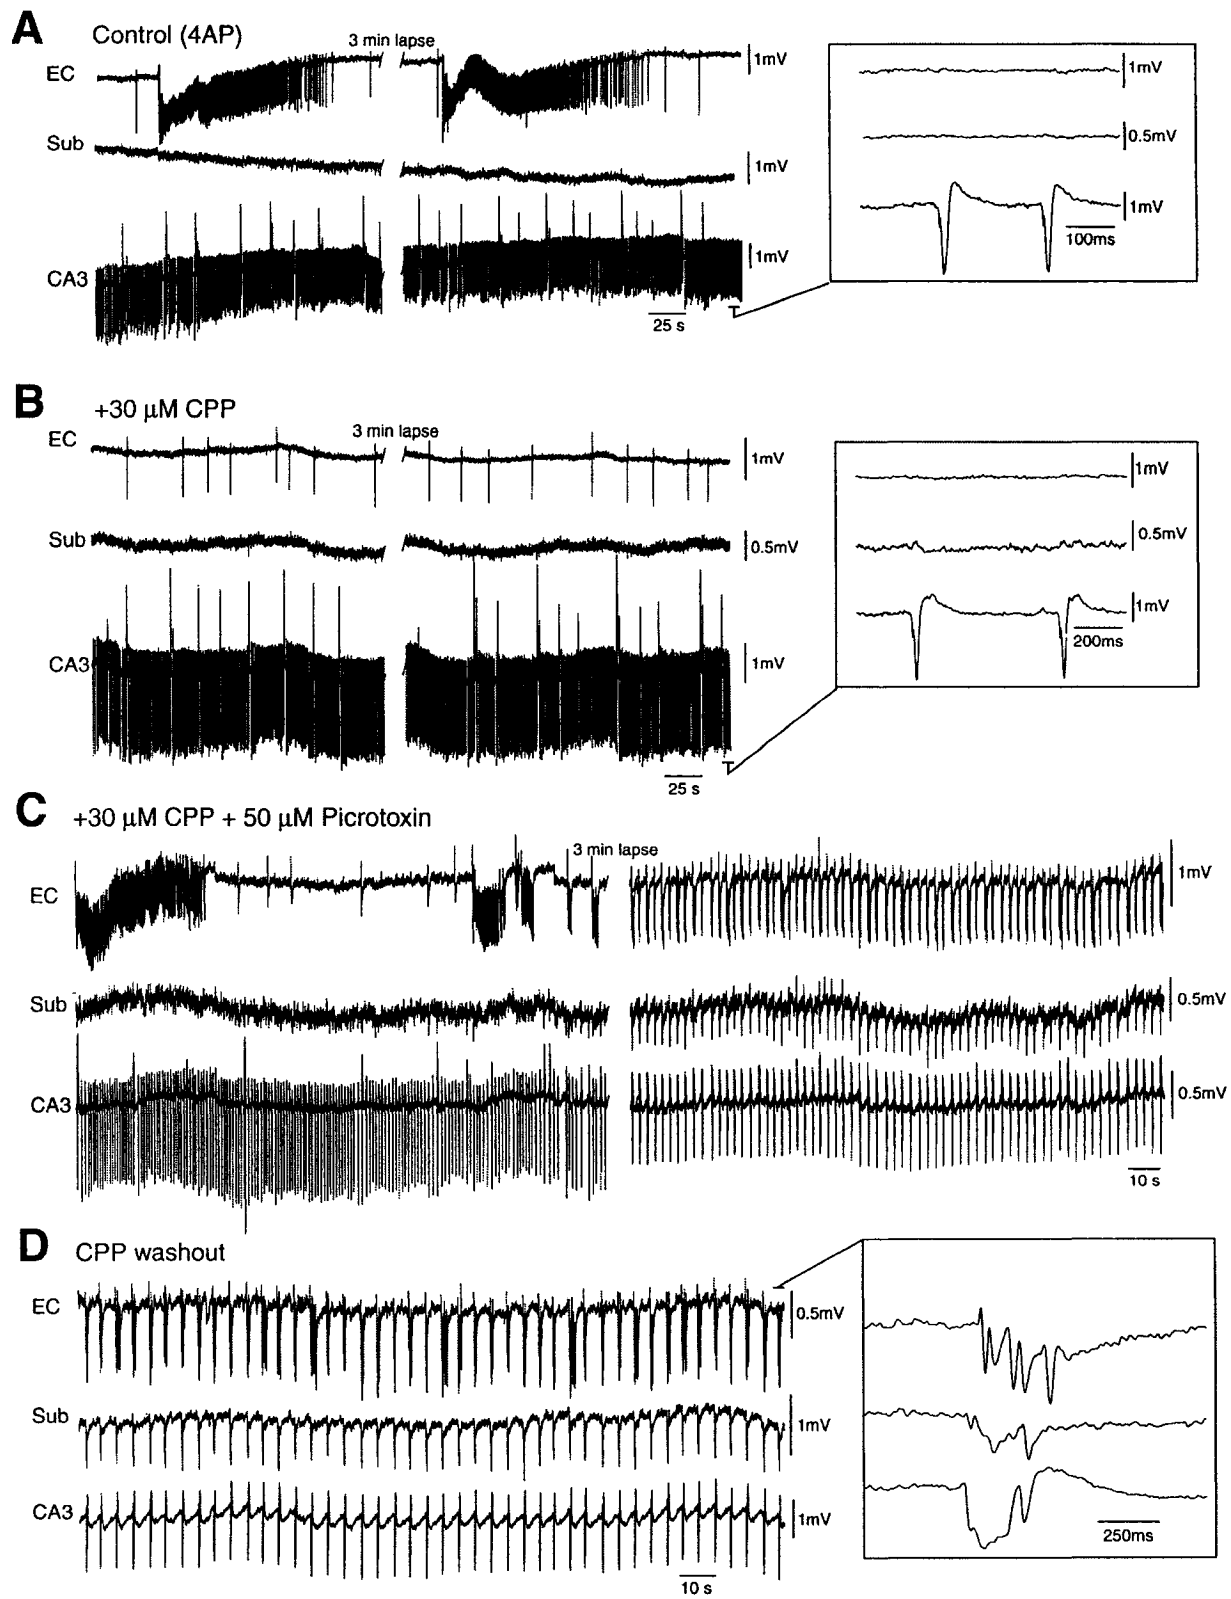 A Control (4AP)
3 min lapse
EC
1mV
Sub
1mV
CA3
1mV
25 s
1mV
0.5mV
1mV
100ms
B +30 μM CPP
3 min lapse
EC
1mV
Sub
0.5mV
CA3
1mV
25 s
1mV
0.5mV
1mV
200ms
C +30 μM CPP + 50 μM Picrotoxin
3 min lapse
EC
1mV
Sub
0.5mV
CA3
0.5mV
10 s
D CPP washout
EC
0.5mV
Sub
1mV
CA3
1mV
10 s
250ms